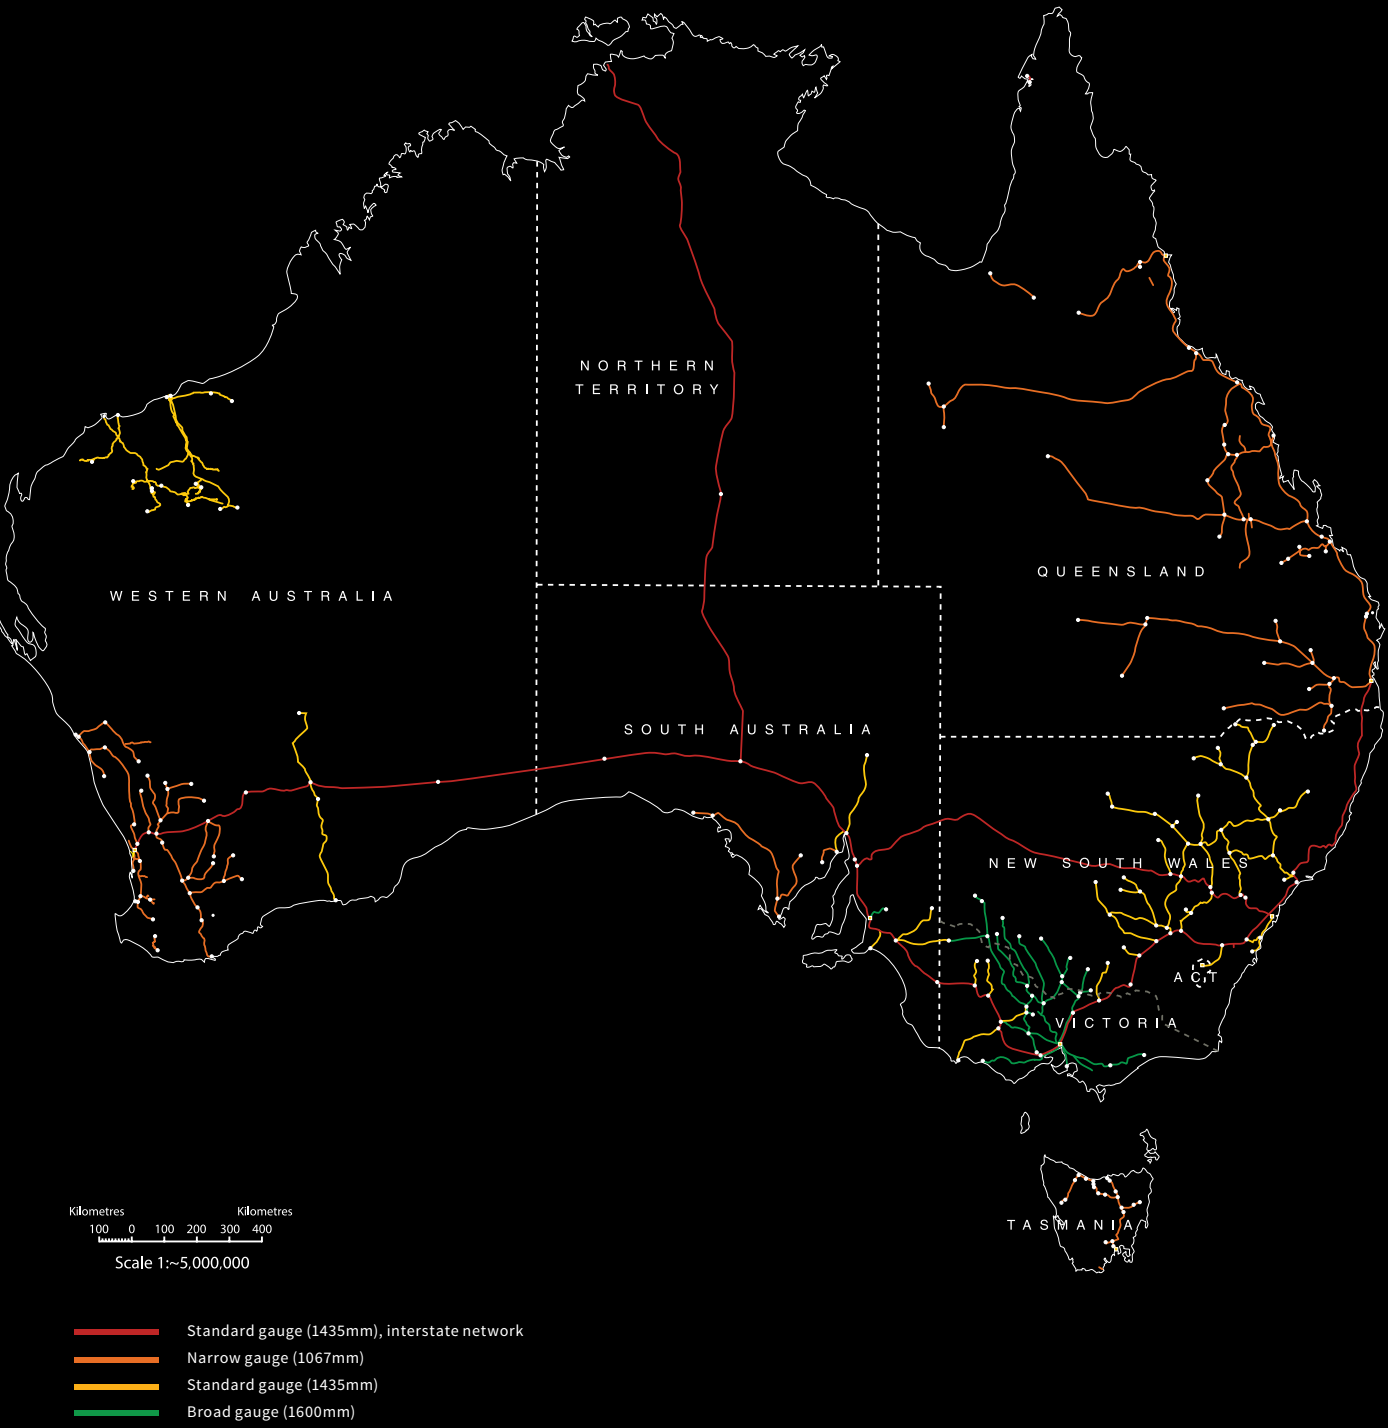 NORTHERN
TERRITORY
QUEENSLAND
WESTERN AUSTRALIA
SOUTH AUSTRALIA
NEW SOUTH WALES
ACT
VICTORIA
TASMANIA
Kilometres Kilometres
100 0 100 200 300 400
Scale 1:~5,000,000
Standard gauge (1435mm), interstate network
Narrow gauge (1067mm)
Standard gauge (1435mm)
Broad gauge (1600mm)